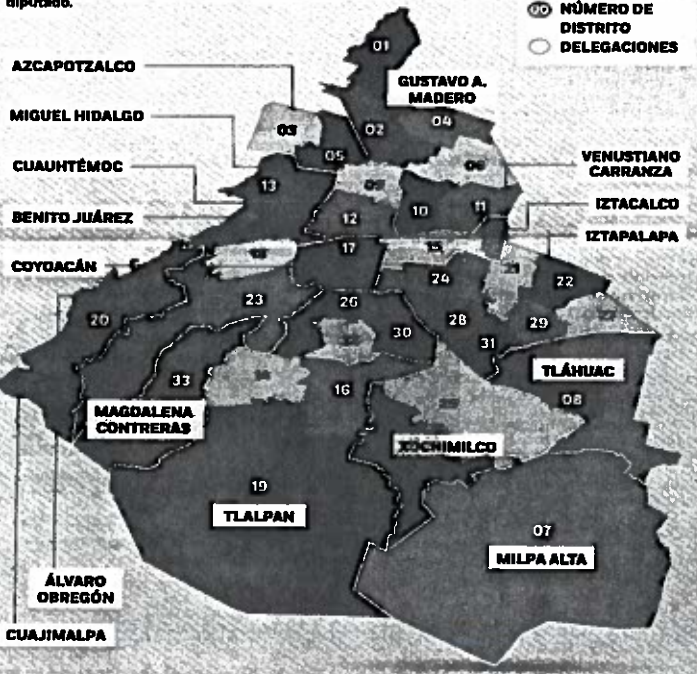 diputado.
NÚMERO DE
DISTRITO
DELEGACIONES
01
AZCAPOTZALCO
GUSTAVO A.
MADERO
MIGUEL HIDALGO
03
02
04
05
CUAUHTÉMOC
VENUSTIANO
CARRANZA
13
BENITO JUÁREZ
12
10
11
IZTACALCO
IZTAPALAPA
17
COYOACÁN
24
21
22
23
20
26
28
29
30
31
33
16
TLÁHUAC
08
MAGDALENA
CONTRERAS
XOCHIMILCO
19
TLALPAN
07
MILPA ALTA
ÁLVARO
OBREGÓN
CUAJIMALPA